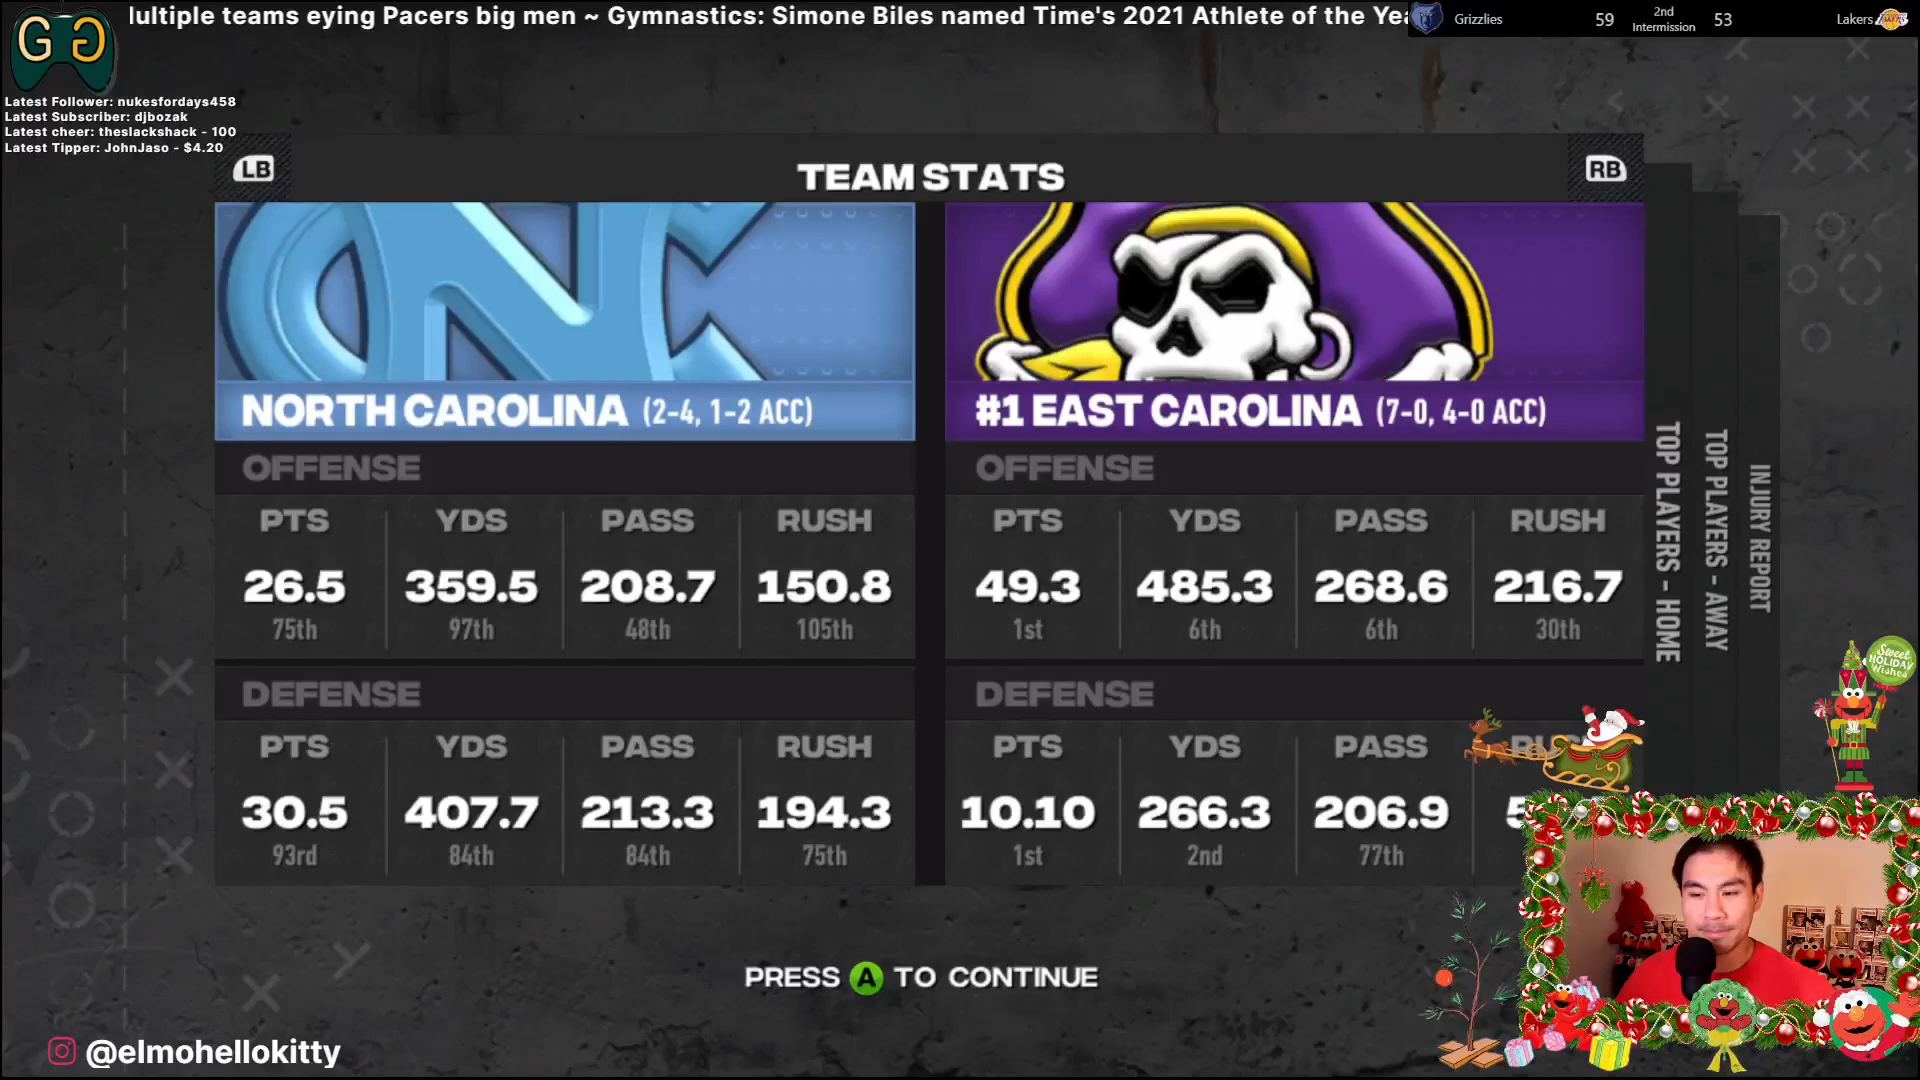 ultiple teams eying Pacers big men ~ Gymnastics: Simone Biles named Time's 2021 Athlete of the Yea
Grizzlies 59 2nd Intermission 53 Lakers
GG
Latest Follower: nukesfordays458
Latest Subscriber: djbozak
Latest cheer: theslackshack - 100
Latest Tipper: JohnJaso - $4.20
LB TEAM STATS RB
NORTH CAROLINA (2-4, 1-2 ACC)
OFFENSE
PTS YDS PASS RUSH
26.5 359.5 208.7 150.8
75th 97th 48th 105th
DEFENSE
PTS YDS PASS RUSH
30.5 407.7 213.3 194.3
93rd 84th 84th 75th
#1 EAST CAROLINA (7-0, 4-0 ACC)
OFFENSE
PTS YDS PASS RUSH
49.3 485.3 268.6 216.7
1st 6th 6th 30th
DEFENSE
PTS YDS PASS
10.10 266.3 206.9
1st 2nd 77th
TOP PLAYERS - HOME
TOP PLAYERS - AWAY
INJURY REPORT
Sweet
HOLIDAY
Wishes
PRESS A TO CONTINUE
@elmohellokitty